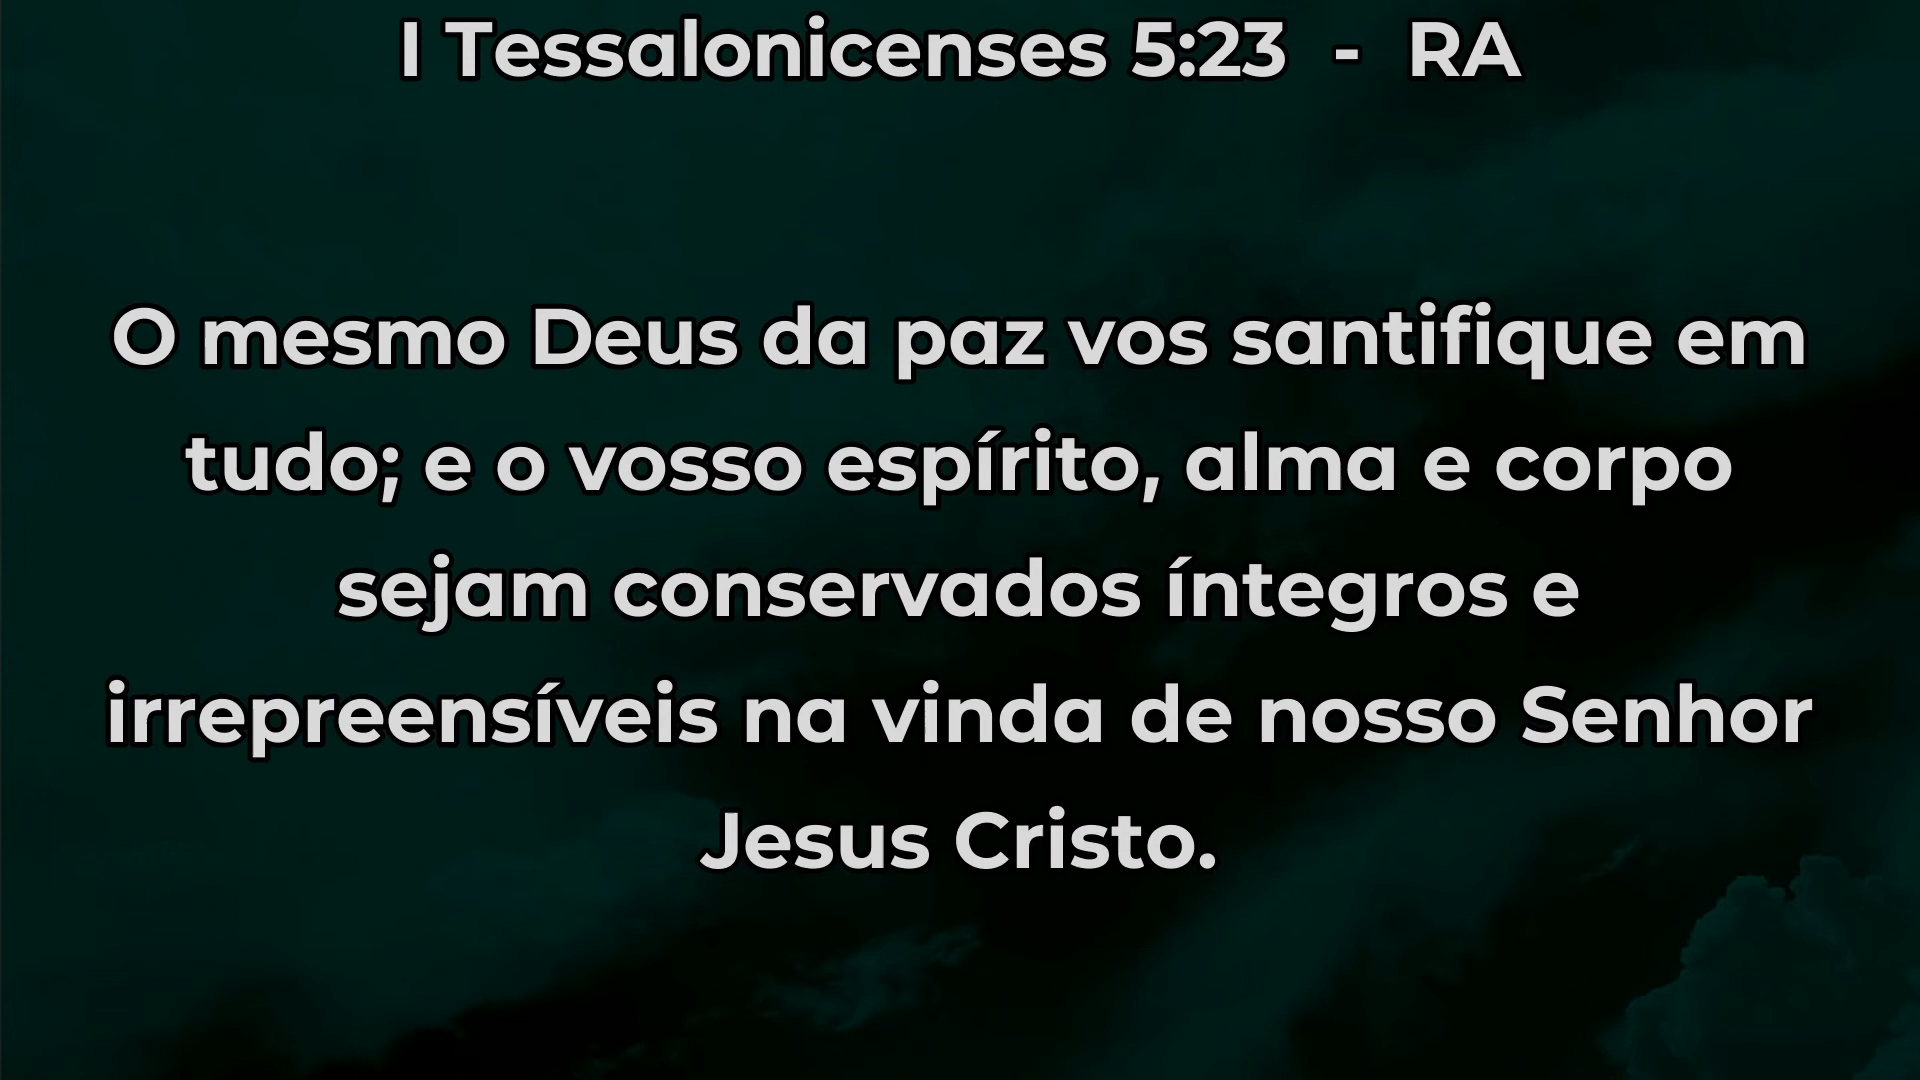 I Tessalonicenses 5:23 - RA
O mesmo Deus da paz vos santifique em
tudo; e o vosso espírito, alma e corpo
sejam conservados íntegros e
irrepreensíveis na vinda de nosso Senhor
Jesus Cristo.